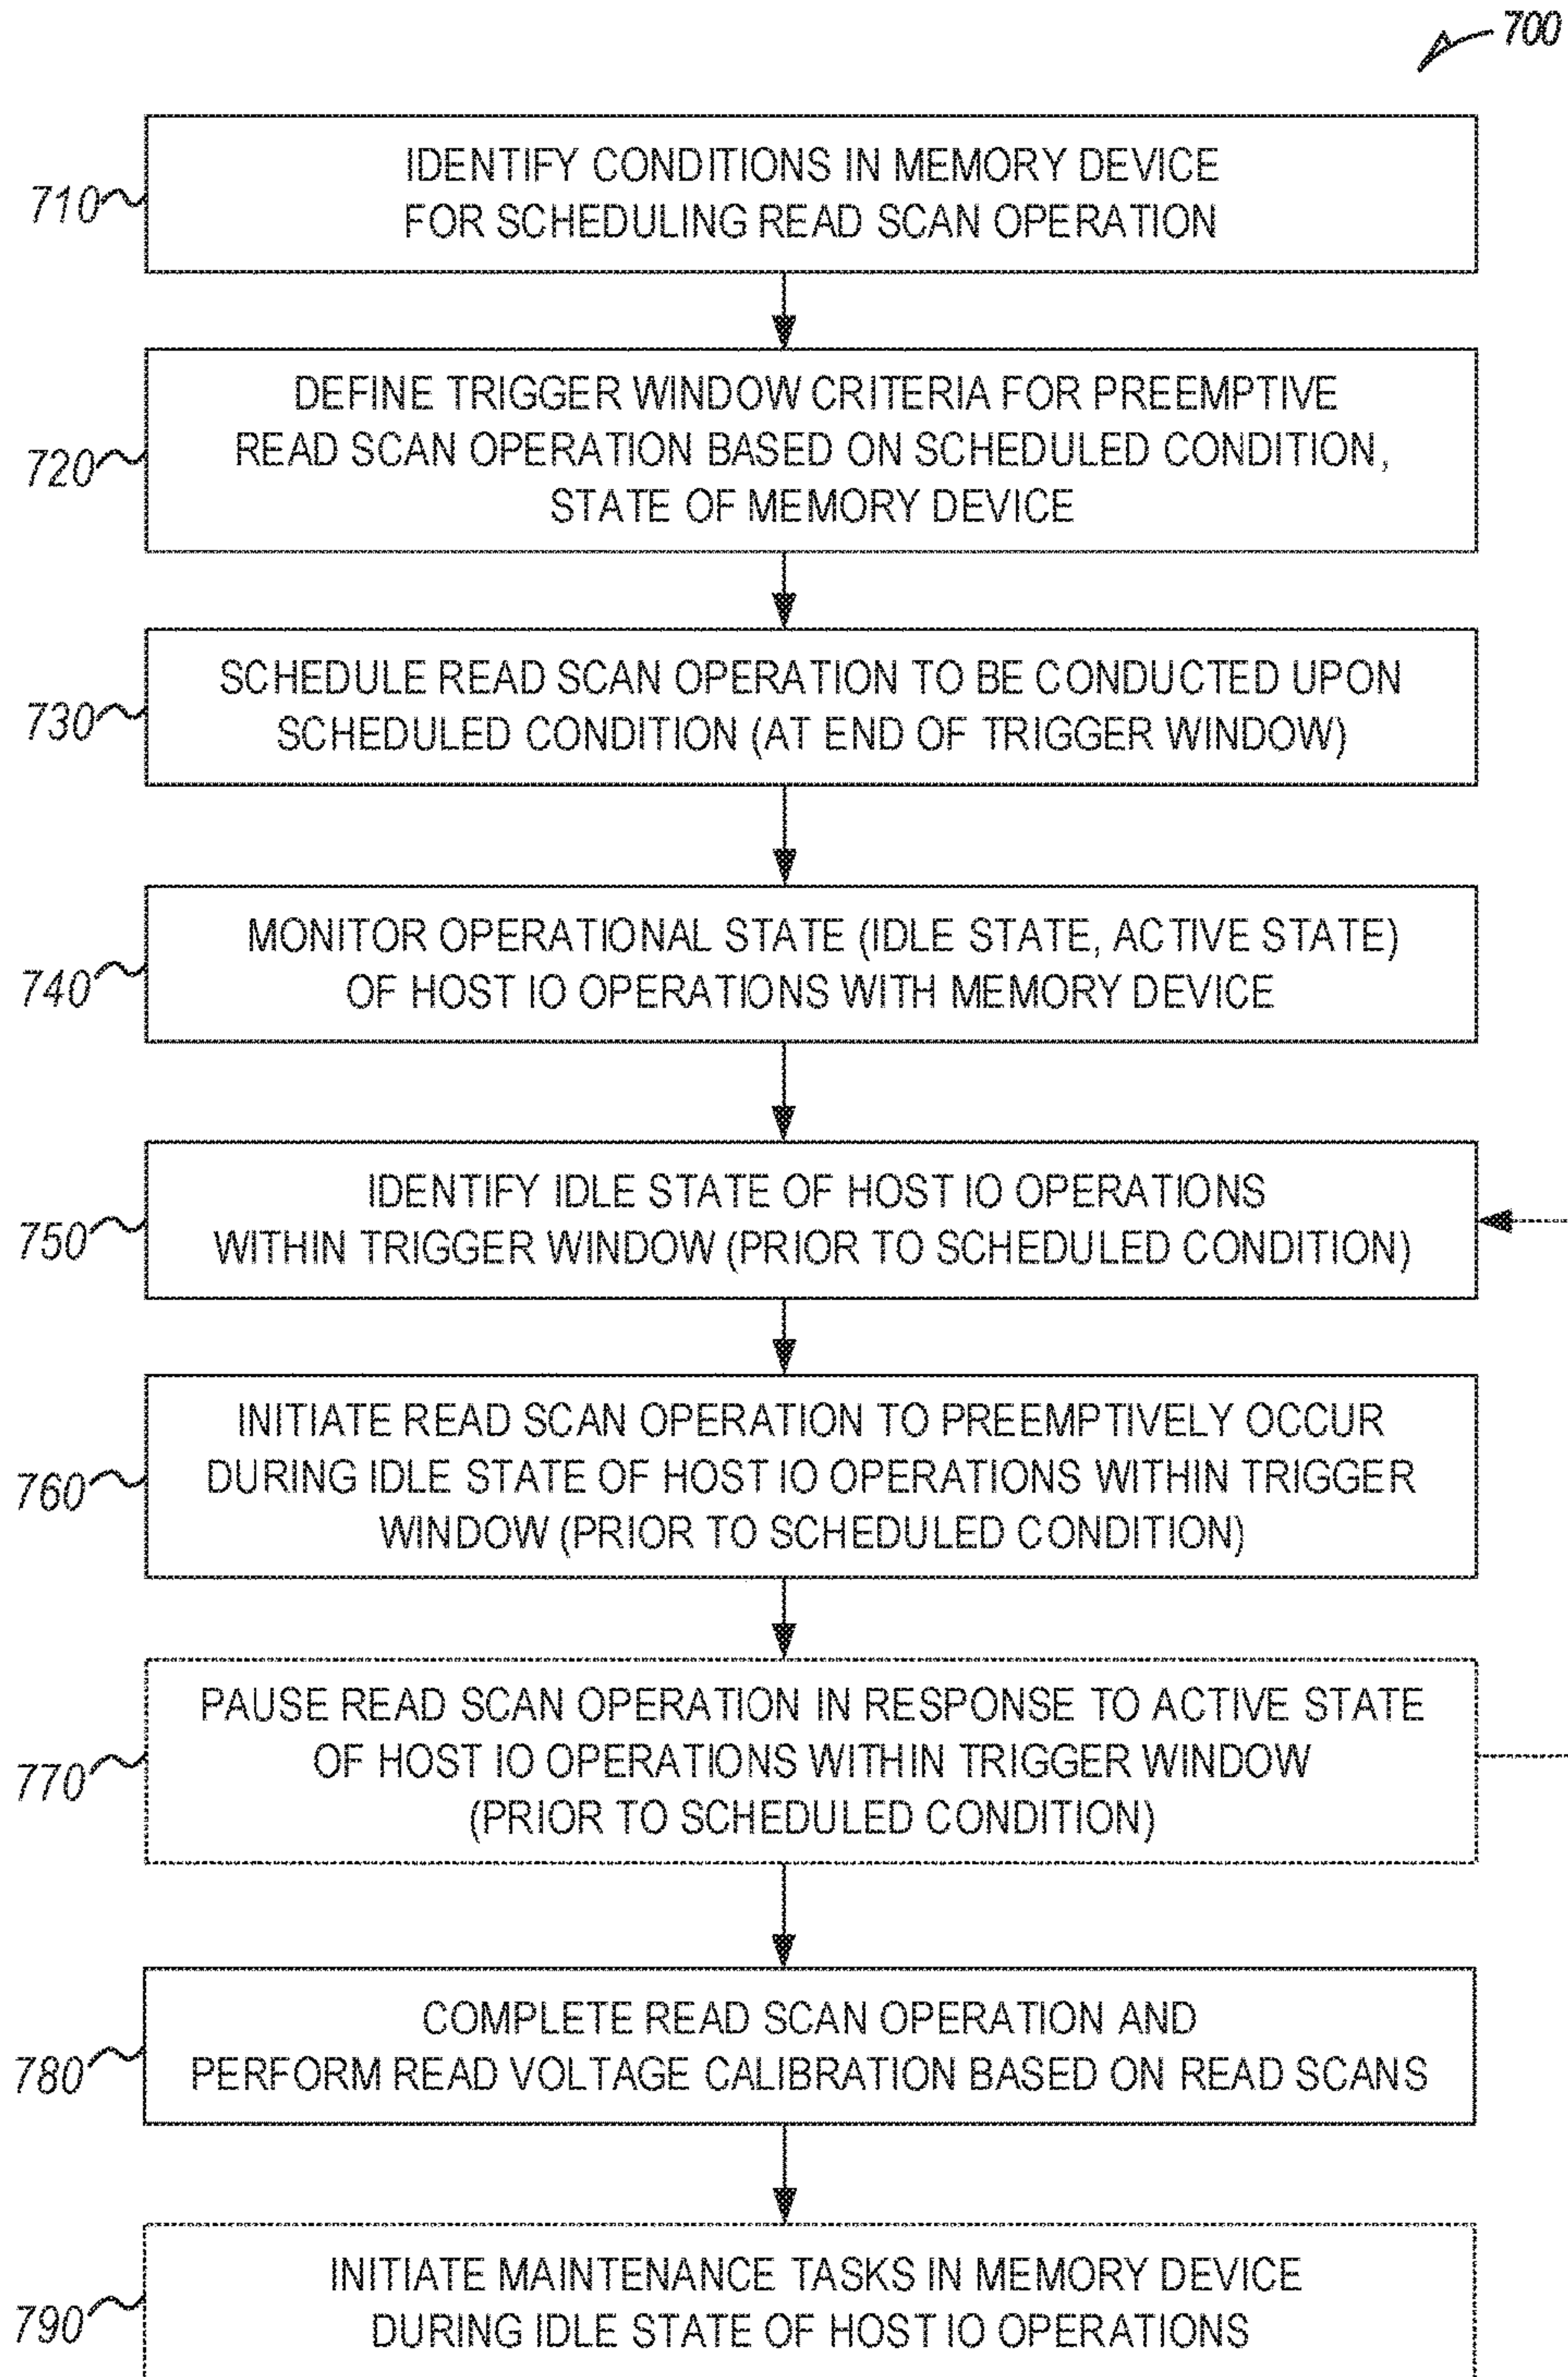 700
710
IDENTIFY CONDITIONS IN MEMORY DEVICE
FOR SCHEDULING READ SCAN OPERATION
720
DEFINE TRIGGER WINDOW CRITERIA FOR PREEMPTIVE
READ SCAN OPERATION BASED ON SCHEDULED CONDITION,
STATE OF MEMORY DEVICE
730
SCHEDULE READ SCAN OPERATION TO BE CONDUCTED UPON
SCHEDULED CONDITION (AT END OF TRIGGER WINDOW)
740
MONITOR OPERATIONAL STATE (IDLE STATE, ACTIVE STATE)
OF HOST IO OPERATIONS WITH MEMORY DEVICE
750
IDENTIFY IDLE STATE OF HOST IO OPERATIONS
WITHIN TRIGGER WINDOW (PRIOR TO SCHEDULED CONDITION)
760
INITIATE READ SCAN OPERATION TO PREEMPTIVELY OCCUR
DURING IDLE STATE OF HOST IO OPERATIONS WITHIN TRIGGER
WINDOW (PRIOR TO SCHEDULED CONDITION)
770
PAUSE READ SCAN OPERATION IN RESPONSE TO ACTIVE STATE
OF HOST IO OPERATIONS WITHIN TRIGGER WINDOW
(PRIOR TO SCHEDULED CONDITION)
780
COMPLETE READ SCAN OPERATION AND
PERFORM READ VOLTAGE CALIBRATION BASED ON READ SCANS
790
INITIATE MAINTENANCE TASKS IN MEMORY DEVICE
DURING IDLE STATE OF HOST IO OPERATIONS